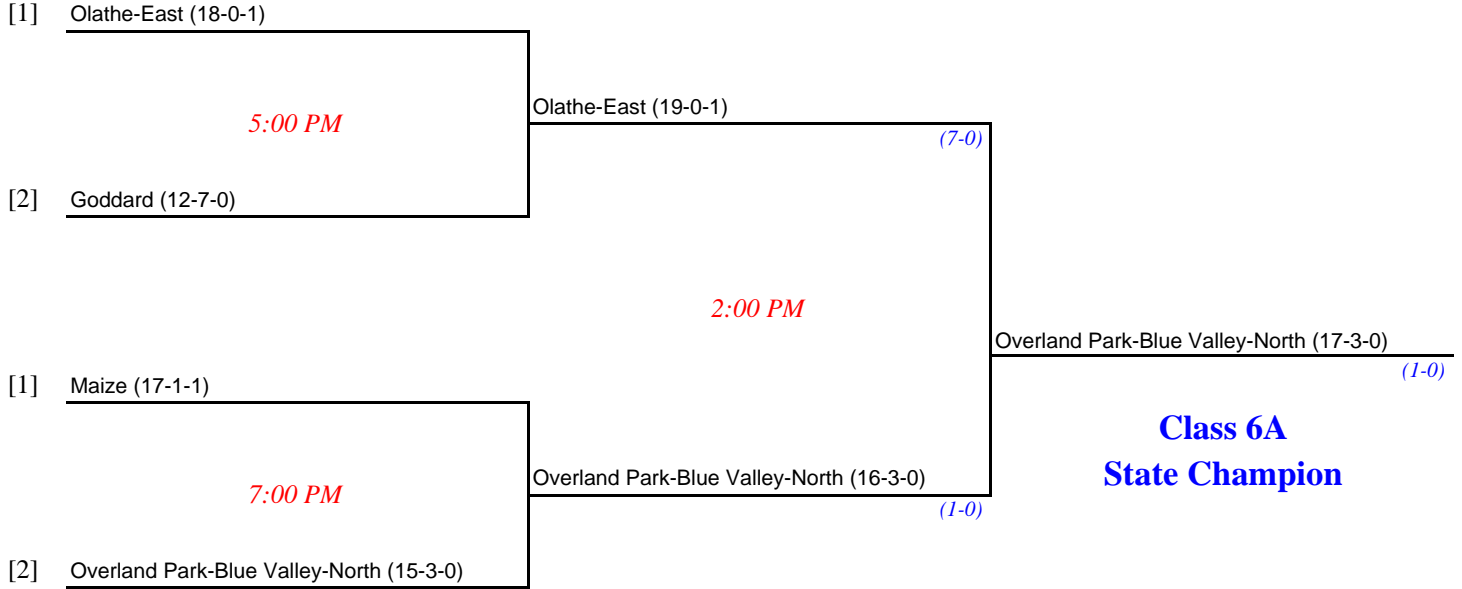 [1] Olathe-East (18-0-1)
Olathe-East (19-0-1)
5:00 PM
(7-0)
[2] Goddard (12-7-0)
2:00 PM
Overland Park-Blue Valley-North (17-3-0)
(1-0)
[1] Maize (17-1-1)
Class 6A
State Champion
Overland Park-Blue Valley-North (16-3-0)
7:00 PM
(1-0)
[2] Overland Park-Blue Valley-North (15-3-0)